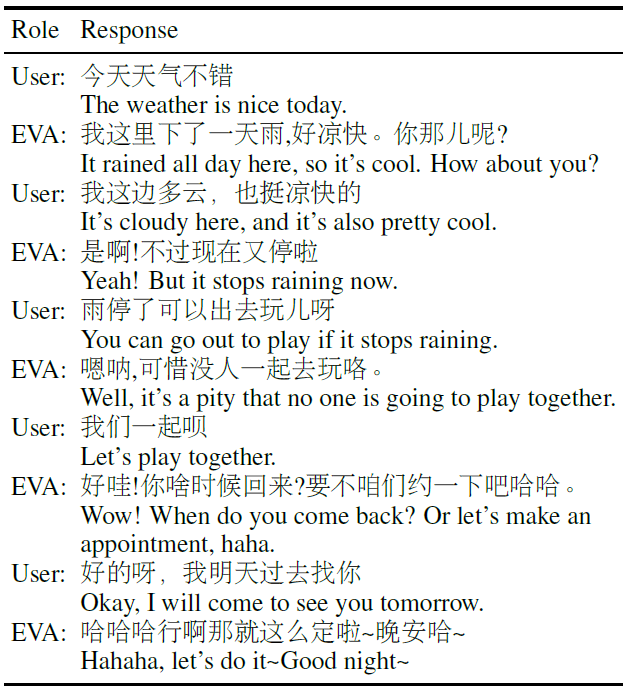 Role Response
User: 今天天气不错
The weather is nice today.
EVA: 我这里下了一天雨,好凉快。你那儿呢?
It rained all day here, so it's cool. How about you?
User: 我这边多云，也挺凉快的
It's cloudy here, and it's also pretty cool.
EVA: 是啊!不过现在又停啦
Yeah! But it stops raining now.
User: 雨停了可以出去玩儿呀
You can go out to play if it stops raining.
EVA: 嗯呐,可惜没人一起去玩咯。
Well, it's a pity that no one is going to play together.
User: 我们一起呗
Let's play together.
EVA: 好哇!你啥时候回来?要不咱们约一下吧哈哈。
Wow! When do you come back? Or let's make an
appointment, haha.
User: 好的呀，我明天过去找你
Okay, I will come to see you tomorrow.
EVA: 哈哈哈行啊那就这么定啦~晚安哈~
Hahaha, let's do it~Good night~